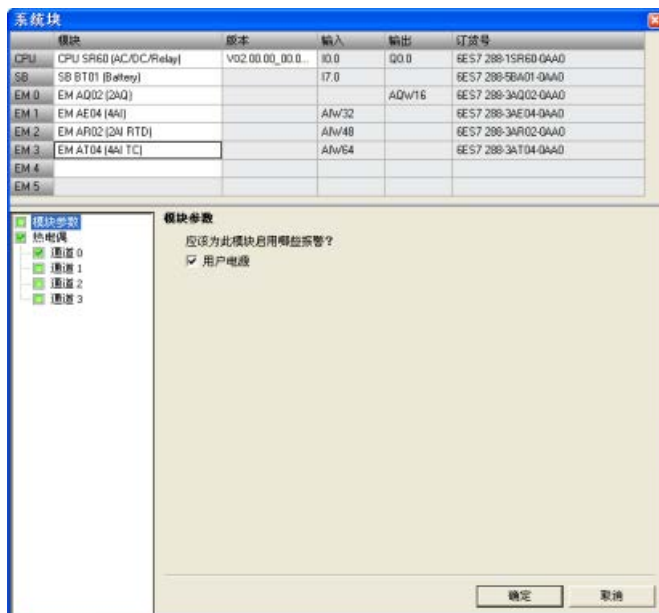 系统块
模块 版本 输入 输出 订货号
CPU CPU SR60 (AC/DC/Relay) V02.00.00_00.0... I0.0 Q0.0 6ES7 288-1SR60-0AA0
SB SB BT01 (Battery) I7.0 6ES7 288-5BA01-0AA0
EM 0 EM AQ02 (2AQ) AQW16 6ES7 288-3AQ02-0AA0
EM 1 EM AE04 (4AI) AIW32 6ES7 288-3AE04-0AA0
EM 2 EM AR02 (2AI RTD) AIW48 6ES7 288-3AR02-0AA0
EM 3 EM AT04 (4AI TC) AIW64 6ES7 288-3AT04-0AA0
EM 4
EM 5
模块参数
热电偶
通道 0
通道 1
通道 2
通道 3
模块参数
应该为此模块启用哪些报警?
用户电源
确定 取消